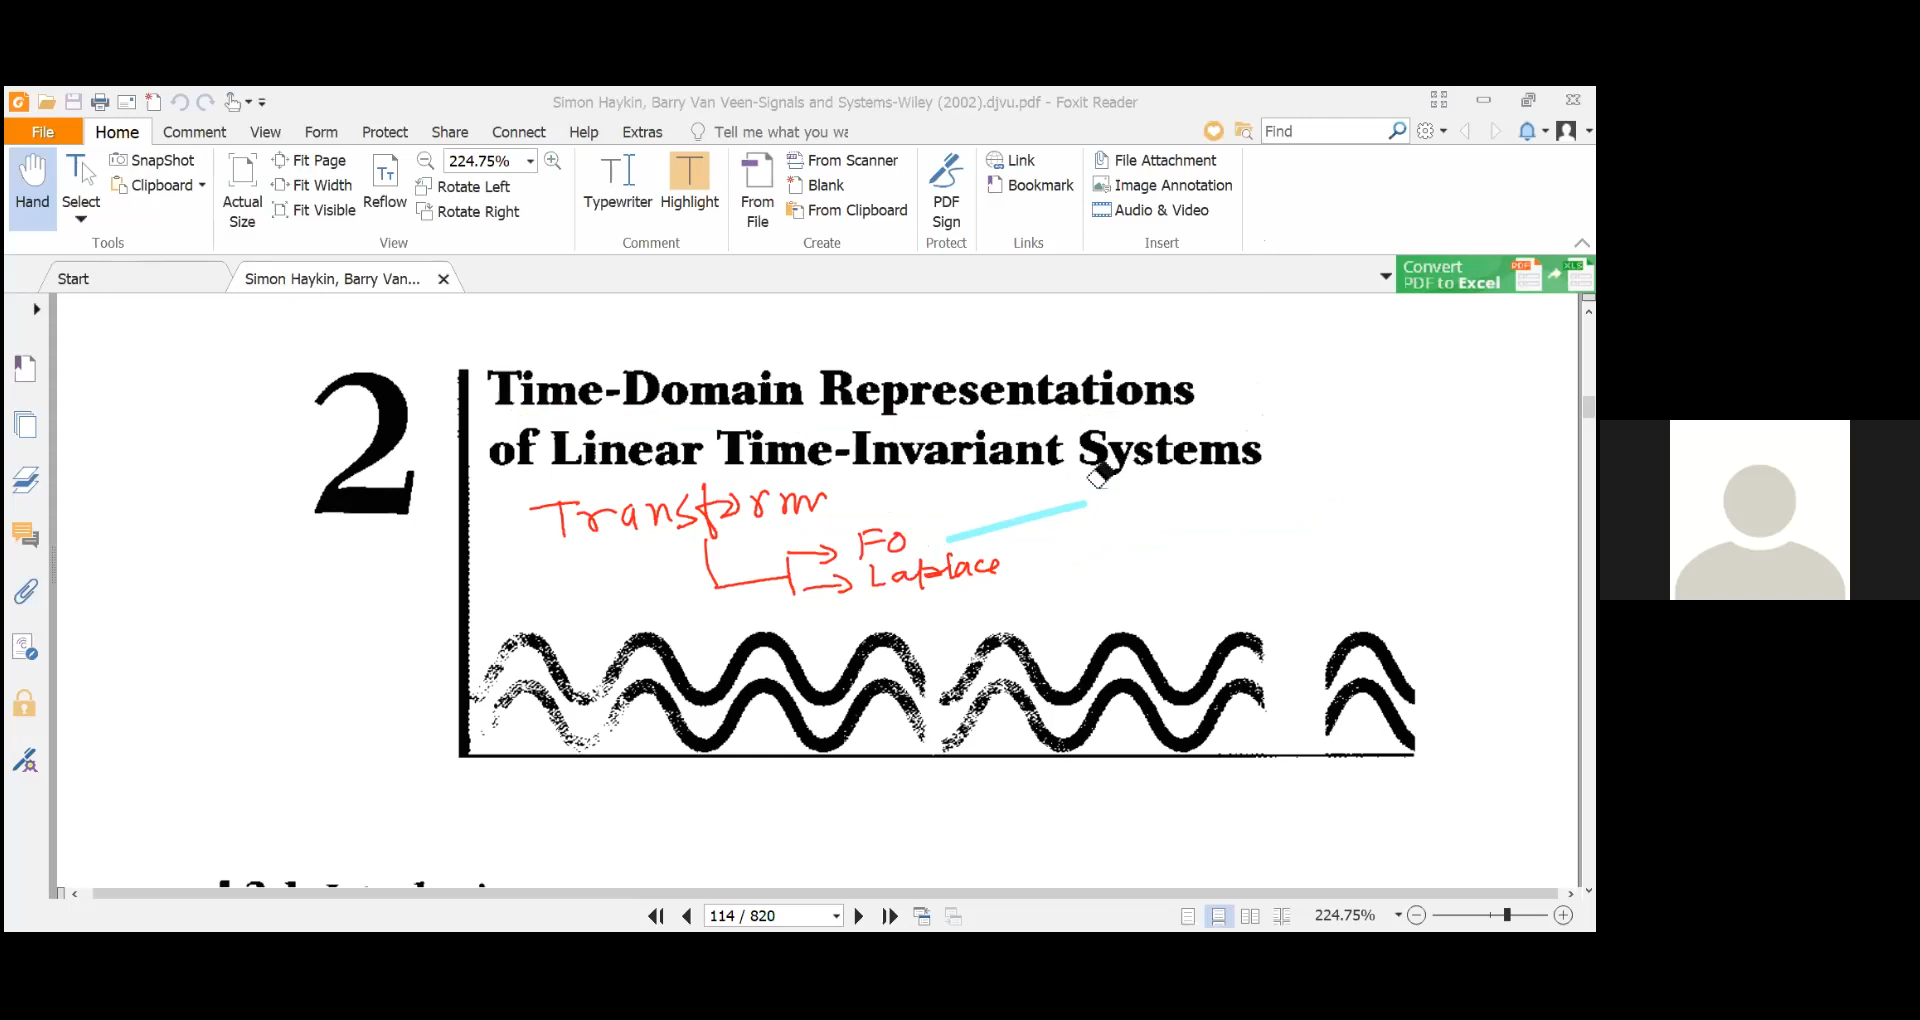 Simon Haykin, Barry Van Veen-Signals and Systems-Wiley (2002).djvu.pdf - Foxit Reader
File Home Comment View Form Protect Share Connect Help Extras Tell me what you wa Find
SnapShot Fit Page 224.75% From Scanner Link File Attachment
Clipboard Fit Width Rotate Left Blank Bookmark Image Annotation
Hand Select Actual Size Fit Visible Reflow Rotate Right Typewriter Highlight From File From Clipboard PDF Sign Audio & Video
Tools View Comment Create Protect Links Insert
Start Simon Haykin, Barry Van... Convert PDF to Excel
2 Time-Domain Representations
of Linear Time-Invariant Systems
Transform
FO
Laplace
114 / 820 224.75%